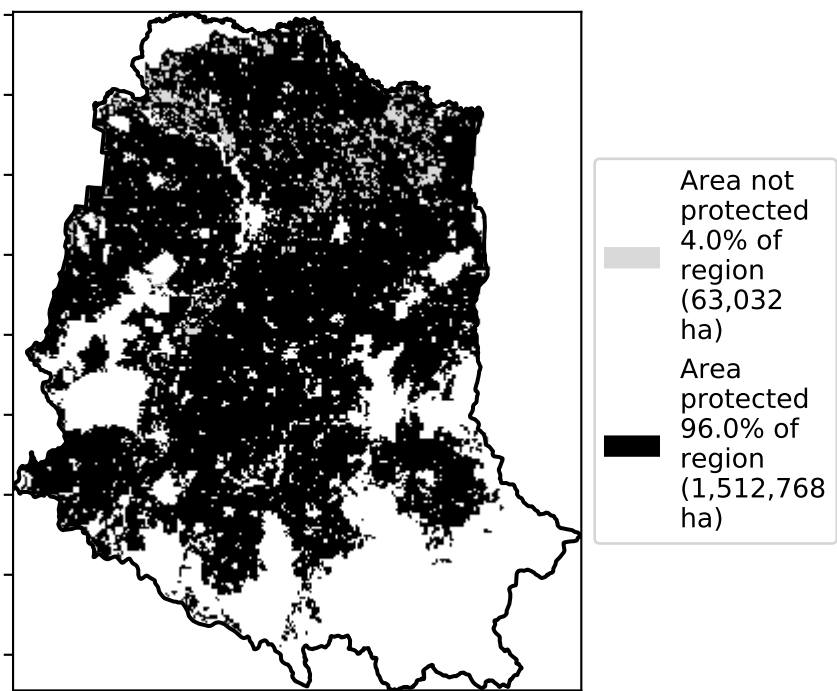 Area not
protected
4.0% of
region
(63,032
ha)
Area
protected
96.0% of
region
(1,512,768
ha)